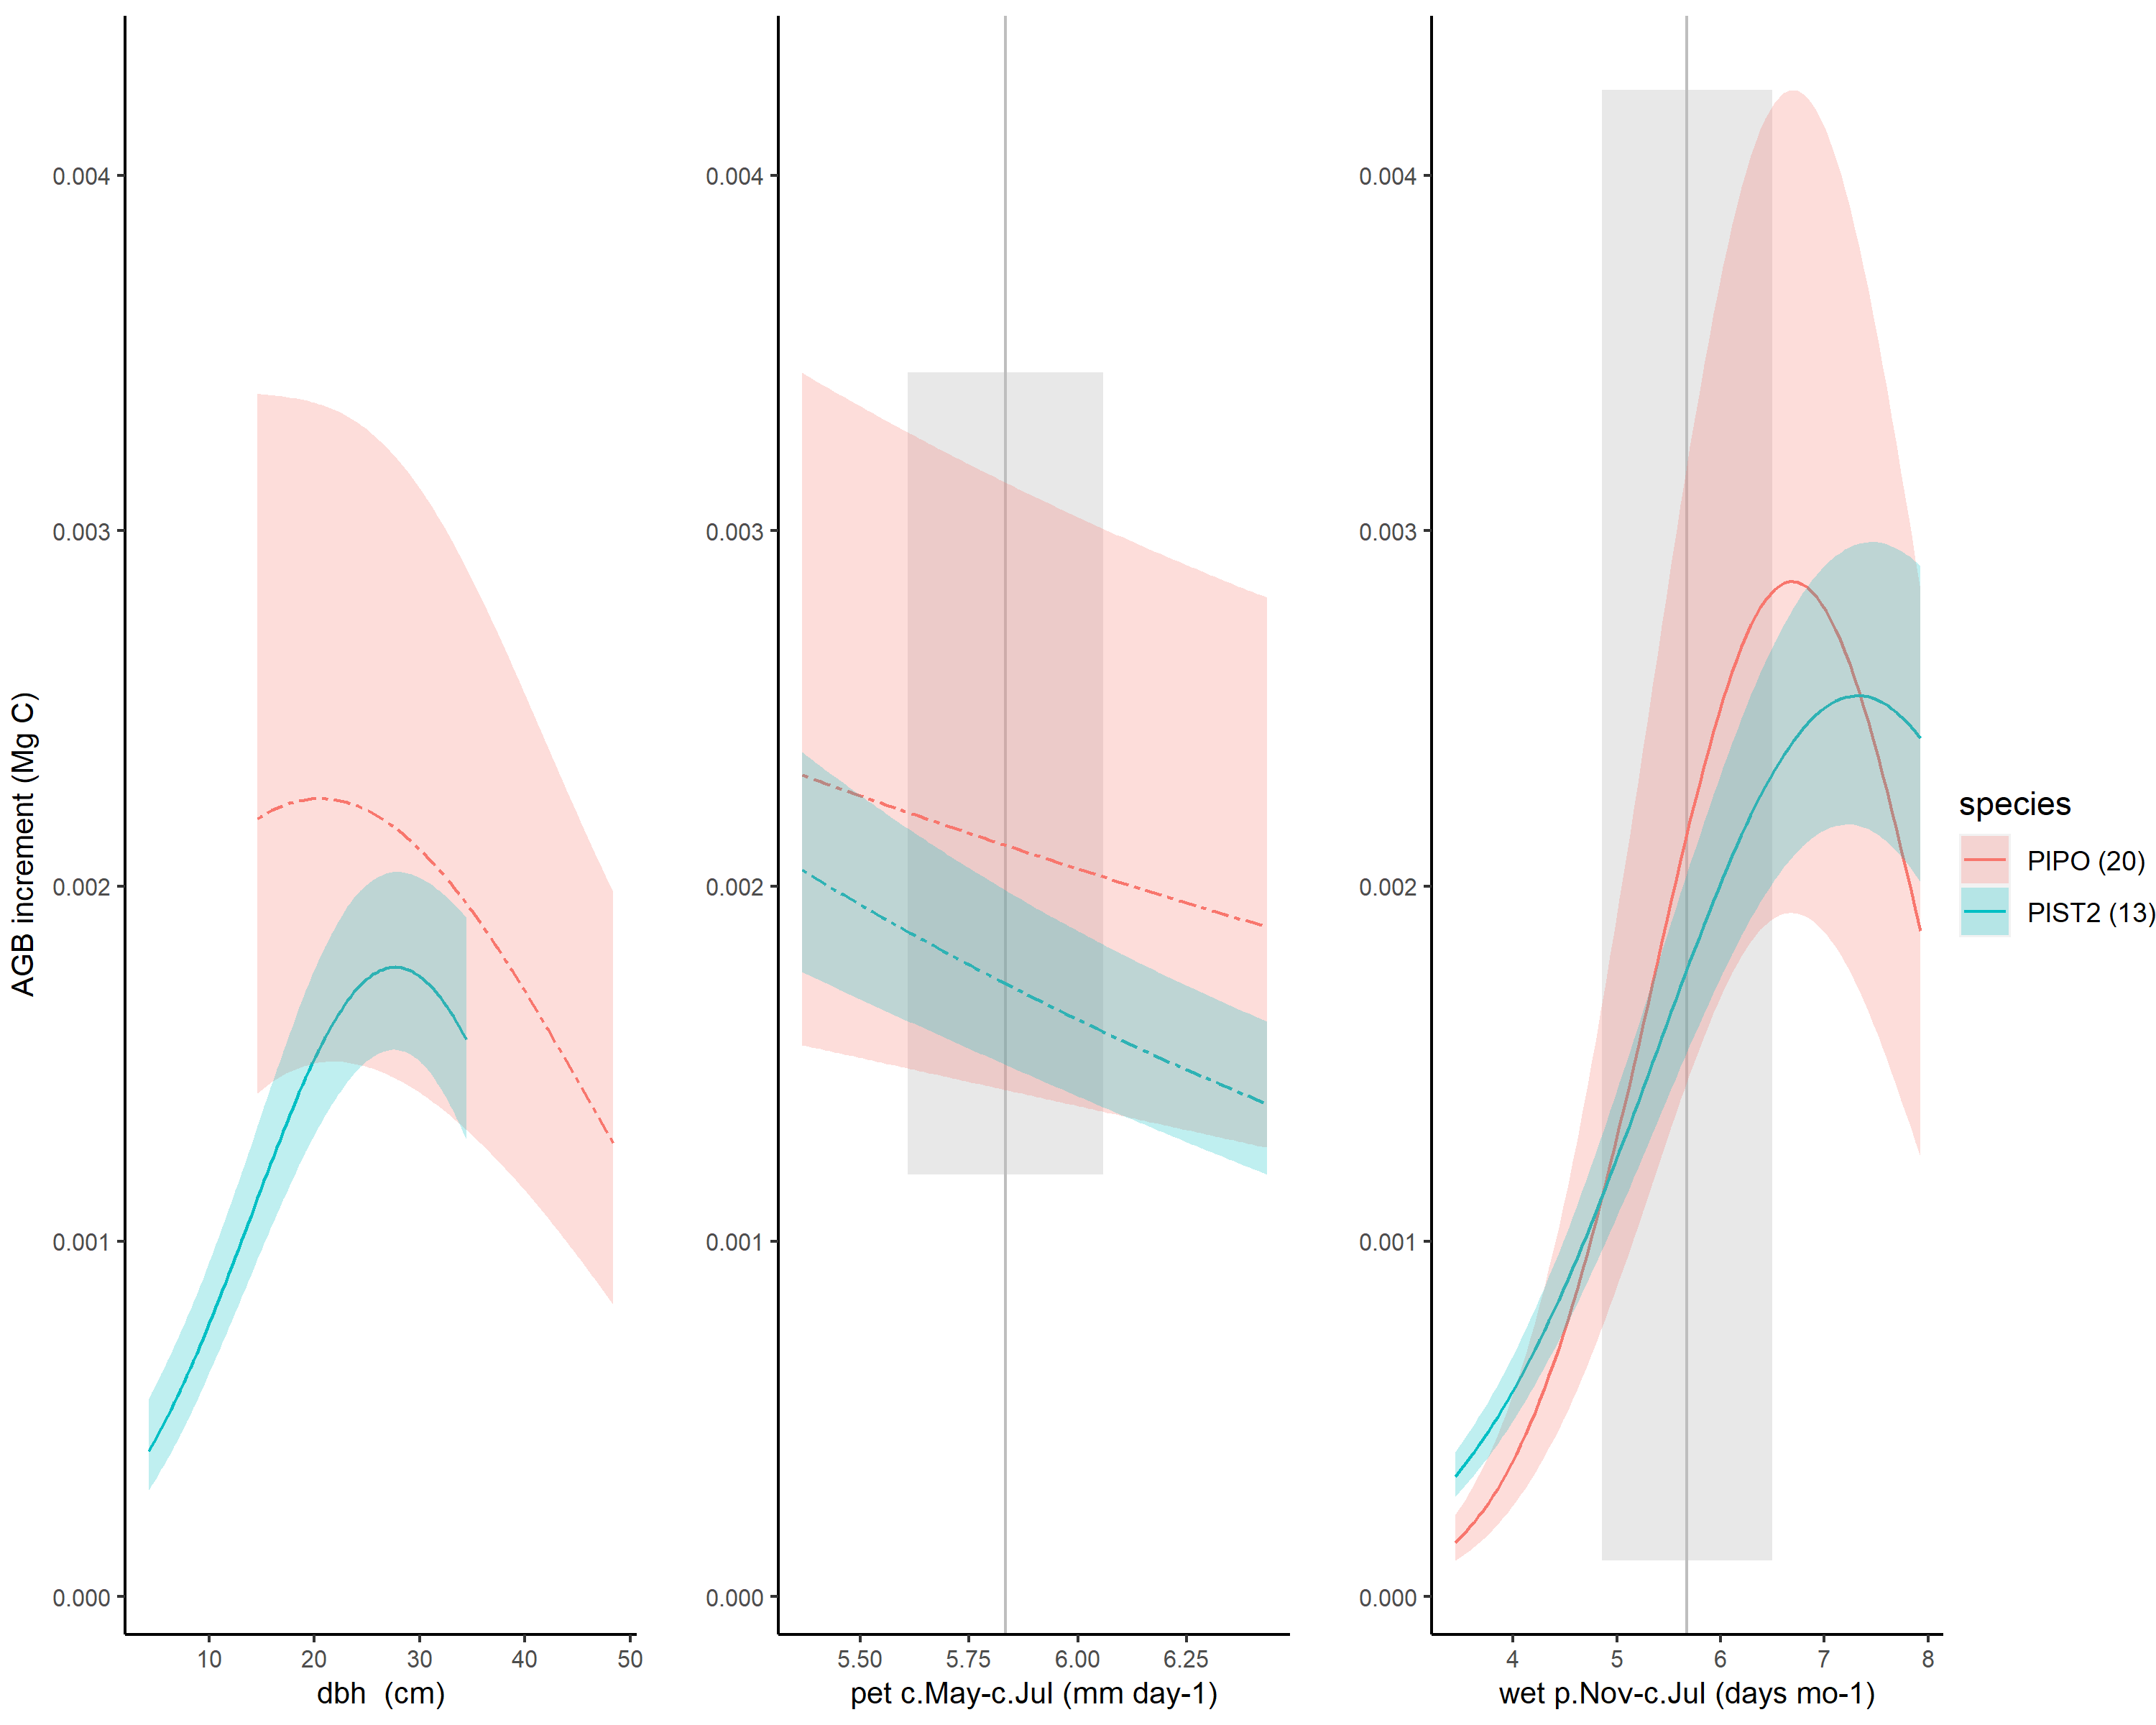 AGB increment (Mg C)
0.004
0.003
0.002
0.001
0.000
10 20 30 40 50
dbh  (cm)
0.004
0.003
0.002
0.001
0.000
5.50 5.75 6.00 6.25
pet c.May-c.Jul (mm day-1)
0.004
0.003
0.002
0.001
0.000
4 5 6 7 8
wet p.Nov-c.Jul (days mo-1)
species
PIPO (20)
PIST2 (13)